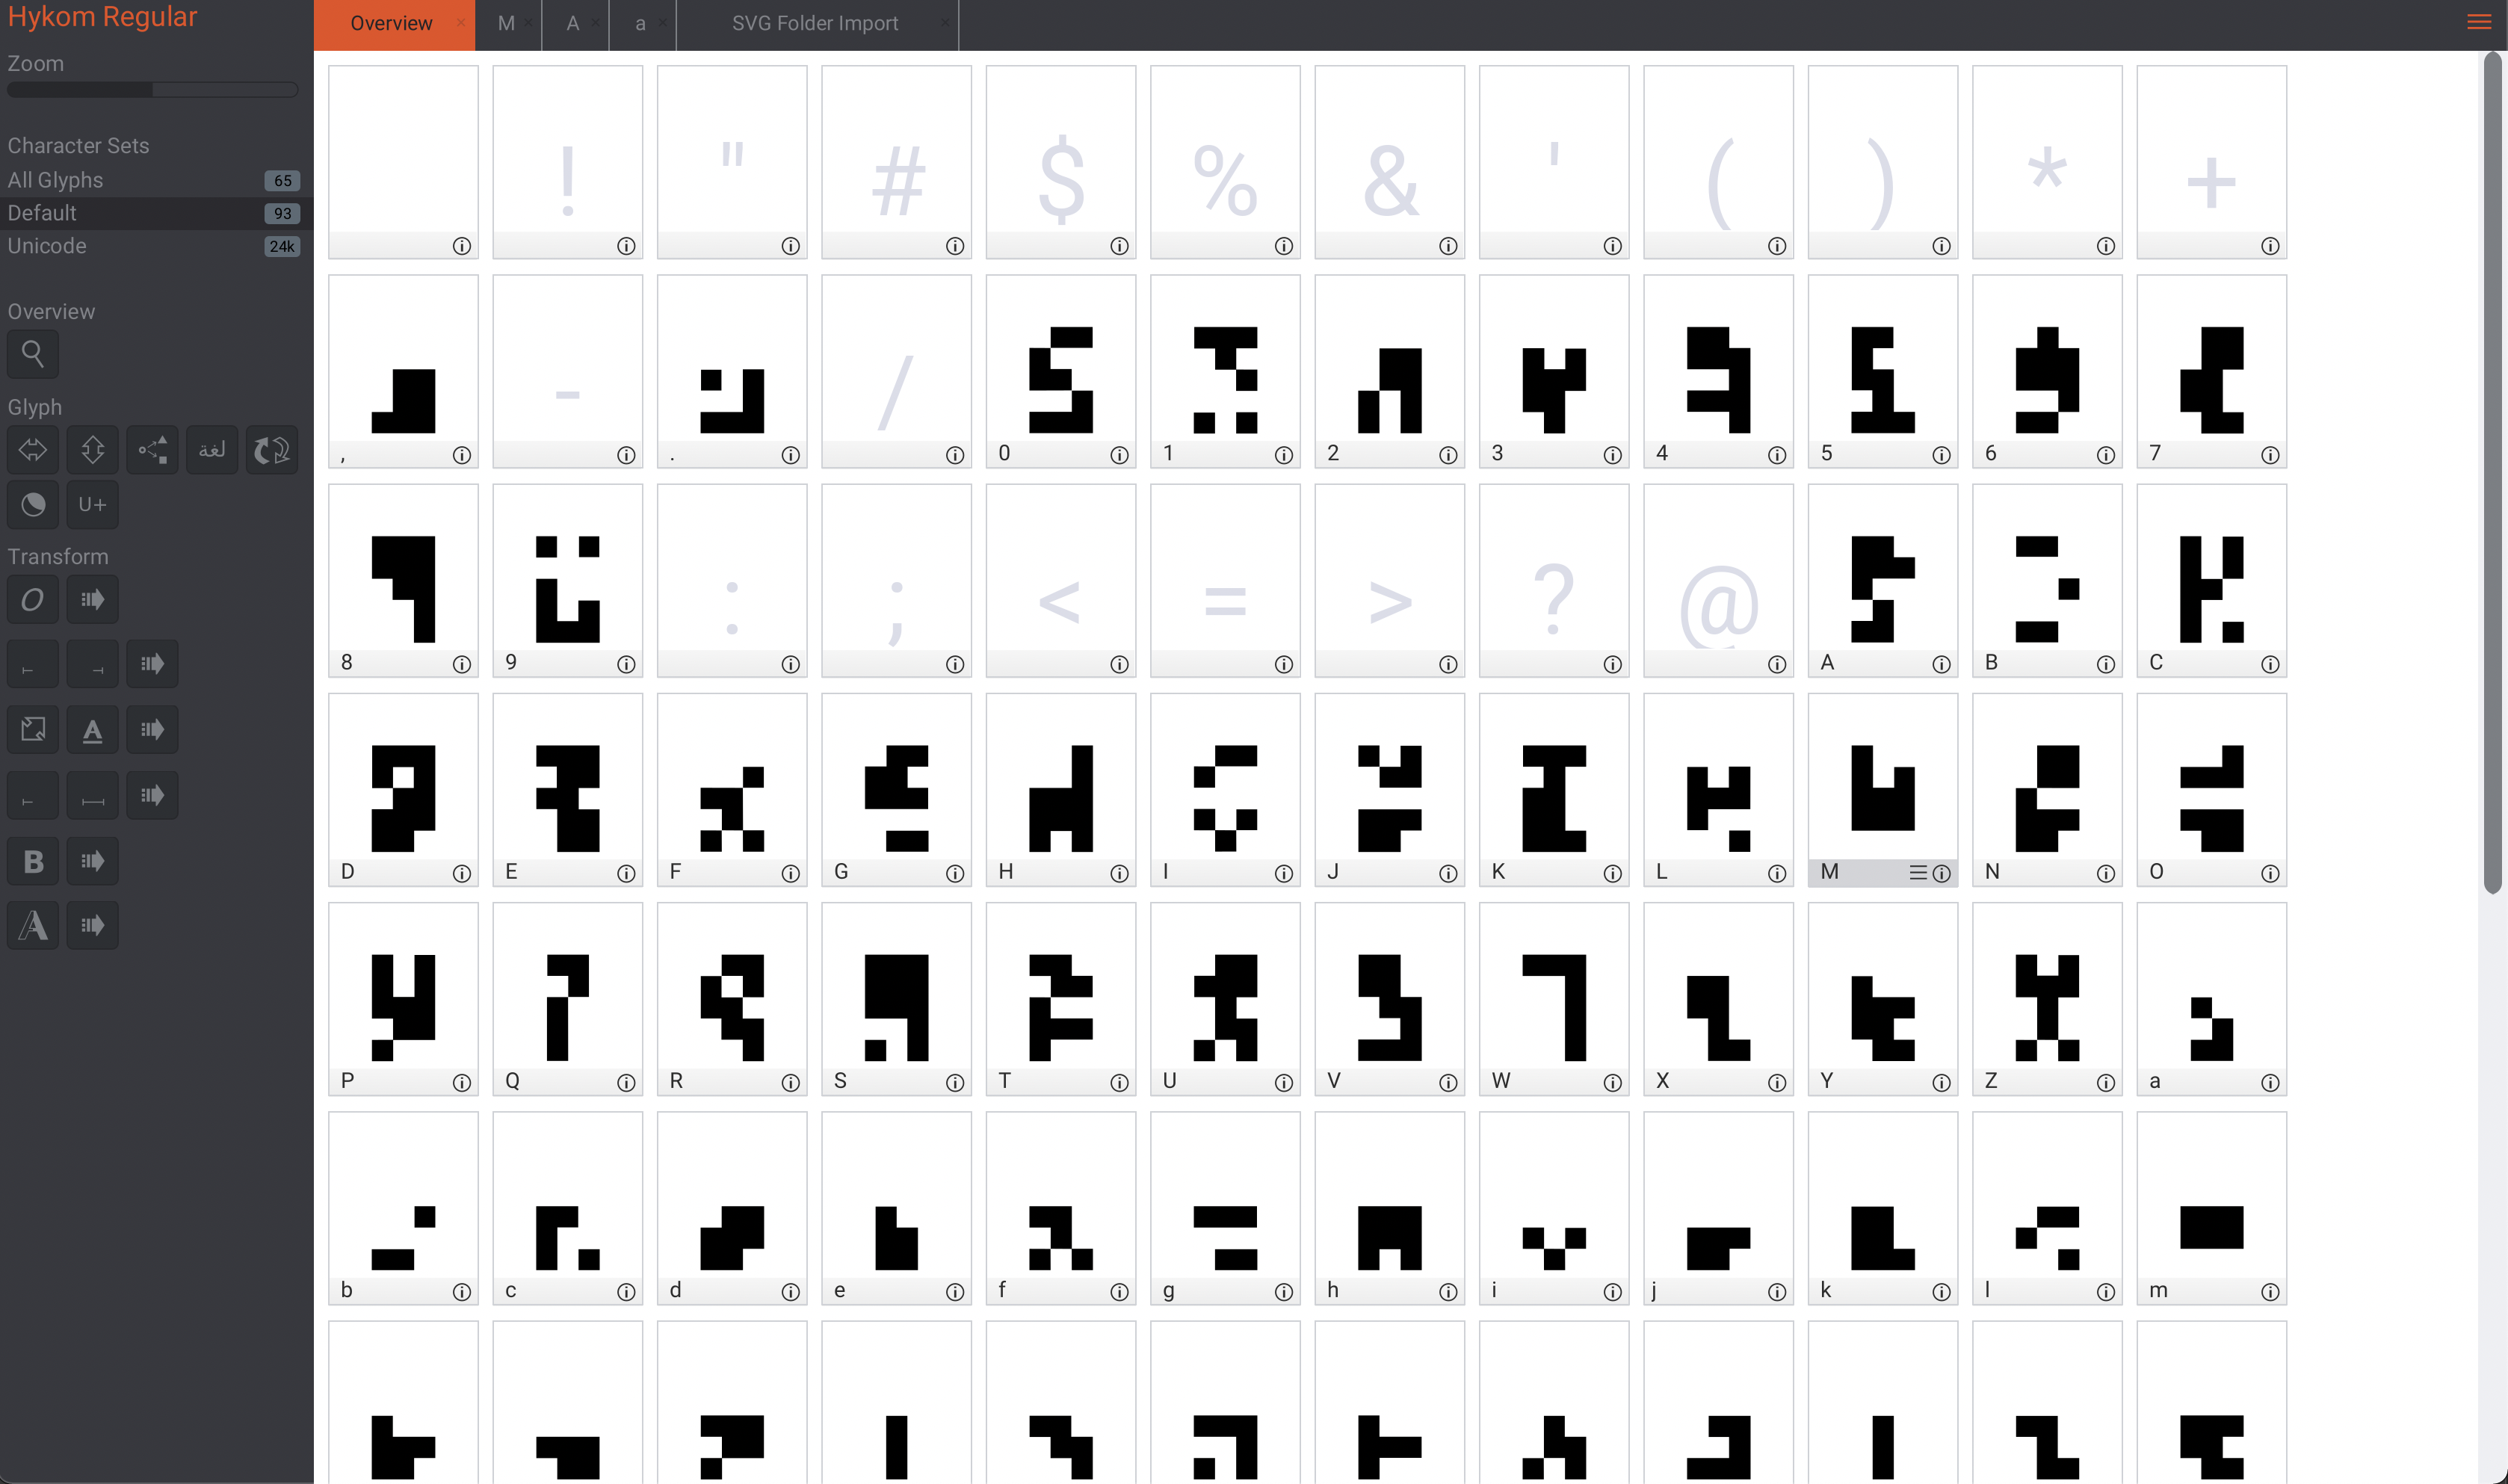 Hykom Regular
Overview × M × A × a × SVG Folder Import ×
Zoom
Character Sets
All Glyphs 65
Default 93
Unicode 24k
Overview
Glyph
لغة
U+
Transform
O
A
B
A
! " # $ % & ' ( ) * +
- /
, . 0 1 2 3 4 5 6 7
: ; < = > ? @
8 9 A B C
D E F G H I J K L M N O
P Q R S T U V W X Y Z a
b c d e f g h i j k l m